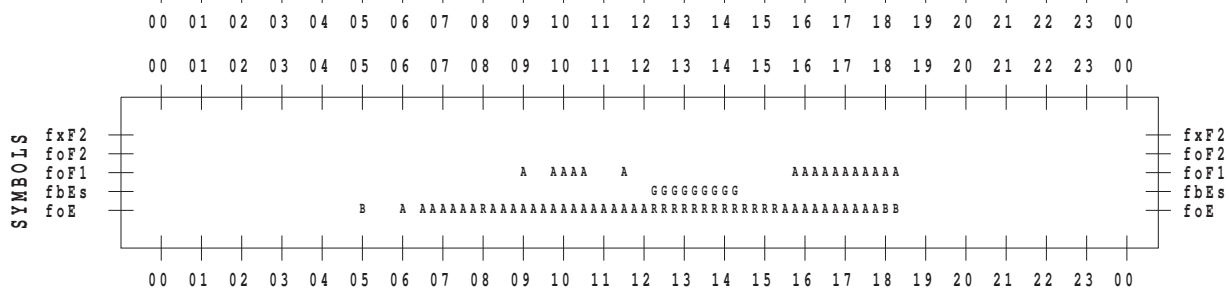 00 01 02 03 04 05 06 07 08 09 10 11 12 13 14 15 16 17 18 19 20 21 22 23 00
00 01 02 03 04 05 06 07 08 09 10 11 12 13 14 15 16 17 18 19 20 21 22 23 00
SYMBOLS
fxF2 fxF2
foF2 foF2
foF1 A AAAA A AAAAAAAAAAA foF1
fbEs GGGGGGGGG fbEs
foE B A AAAAAARAAAAAAAAAAAAAAAARRRRRRRRRRRRRAAAAAAAAAABB foE
00 01 02 03 04 05 06 07 08 09 10 11 12 13 14 15 16 17 18 19 20 21 22 23 00